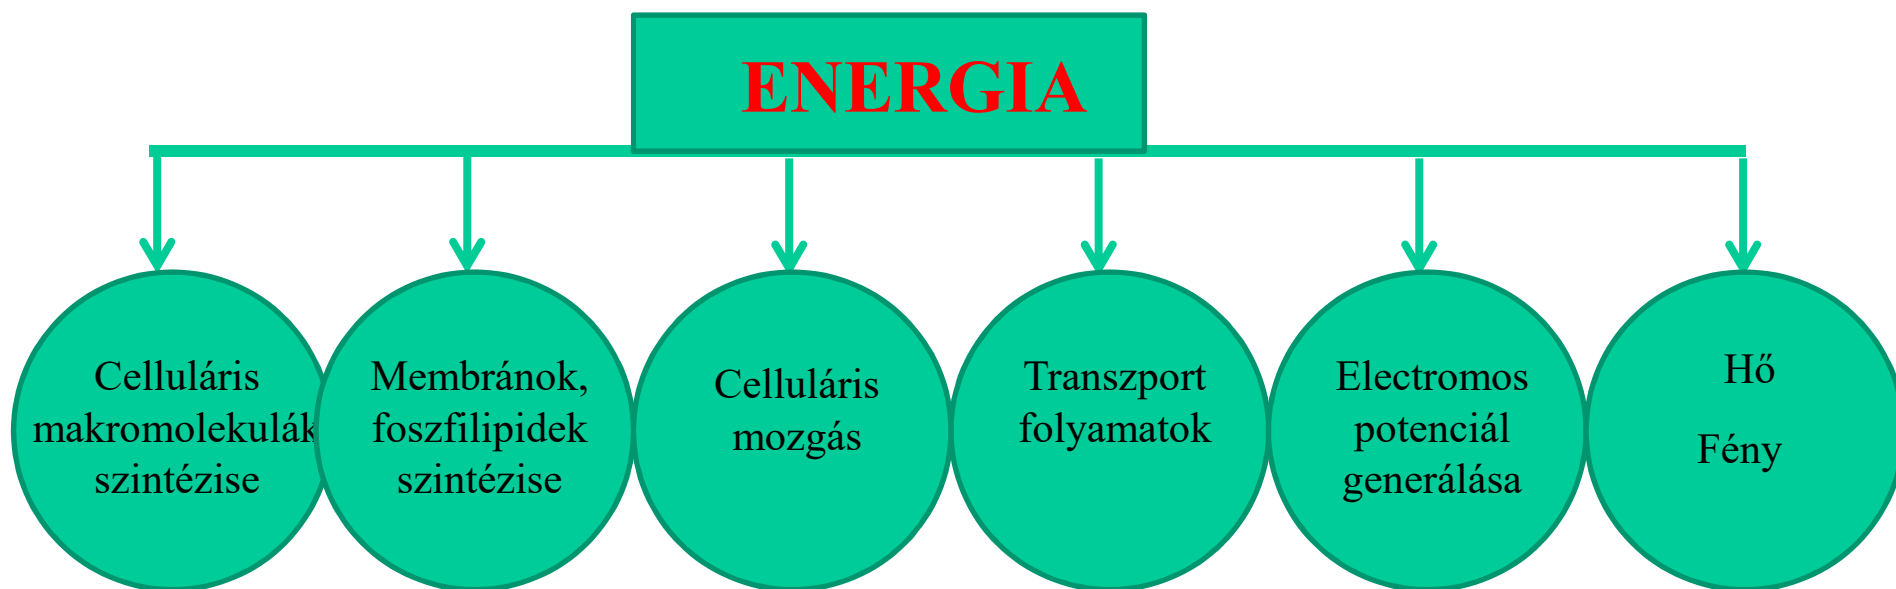 ENERGIA
Celluláris
makromolekulák
szintézise
Membránok,
foszfilipidek
szintézise
Celluláris
mozgás
Transzport
folyamatok
Electromos
potenciál
generálása
Hő
Fény